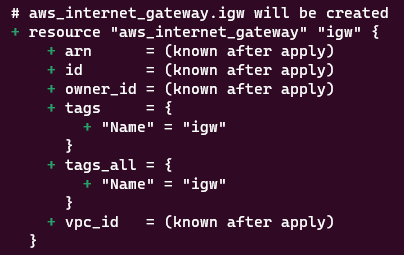 # aws_internet_gateway.igw will be created
+ resource "aws_internet_gateway" "igw" {
+ arn = (known after apply)
+ id = (known after apply)
+ owner_id = (known after apply)
+ tags = {
+ "Name" = "igw"
}
+ tags_all = {
+ "Name" = "igw"
}
+ vpc_id = (known after apply)
}